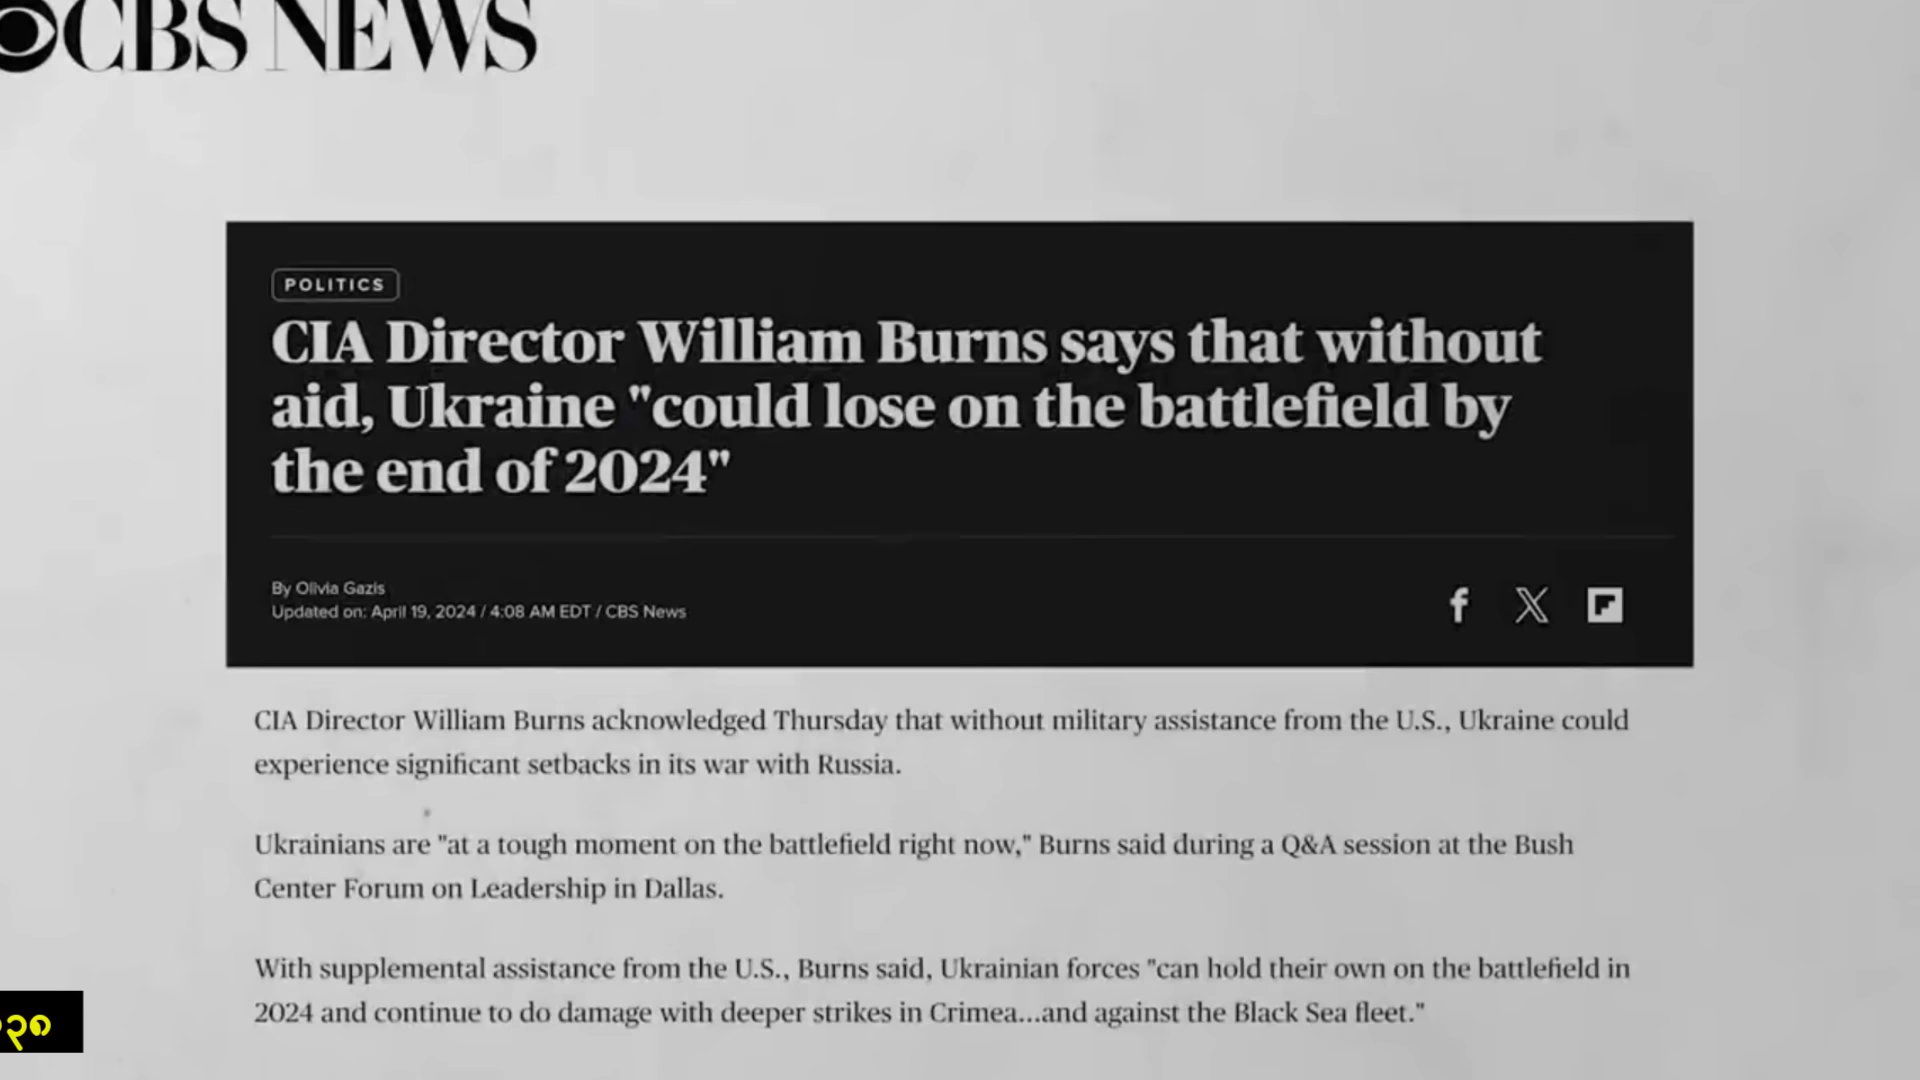 CBS NEWS
POLITICS
CIA Director William Burns says that without
aid, Ukraine "could lose on the battlefield by
the end of 2024"
By Olivia Gazis
Updated on: April 19, 2024 / 4:08 AM EDT / CBS News
CIA Director William Burns acknowledged Thursday that without military assistance from the U.S., Ukraine could
experience significant setbacks in its war with Russia.
Ukrainians are "at a tough moment on the battlefield right now," Burns said during a Q&A session at the Bush
Center Forum on Leadership in Dallas.
With supplemental assistance from the U.S., Burns said, Ukrainian forces "can hold their own on the battlefield in
2024 and continue to do damage with deeper strikes in Crimea...and against the Black Sea fleet."